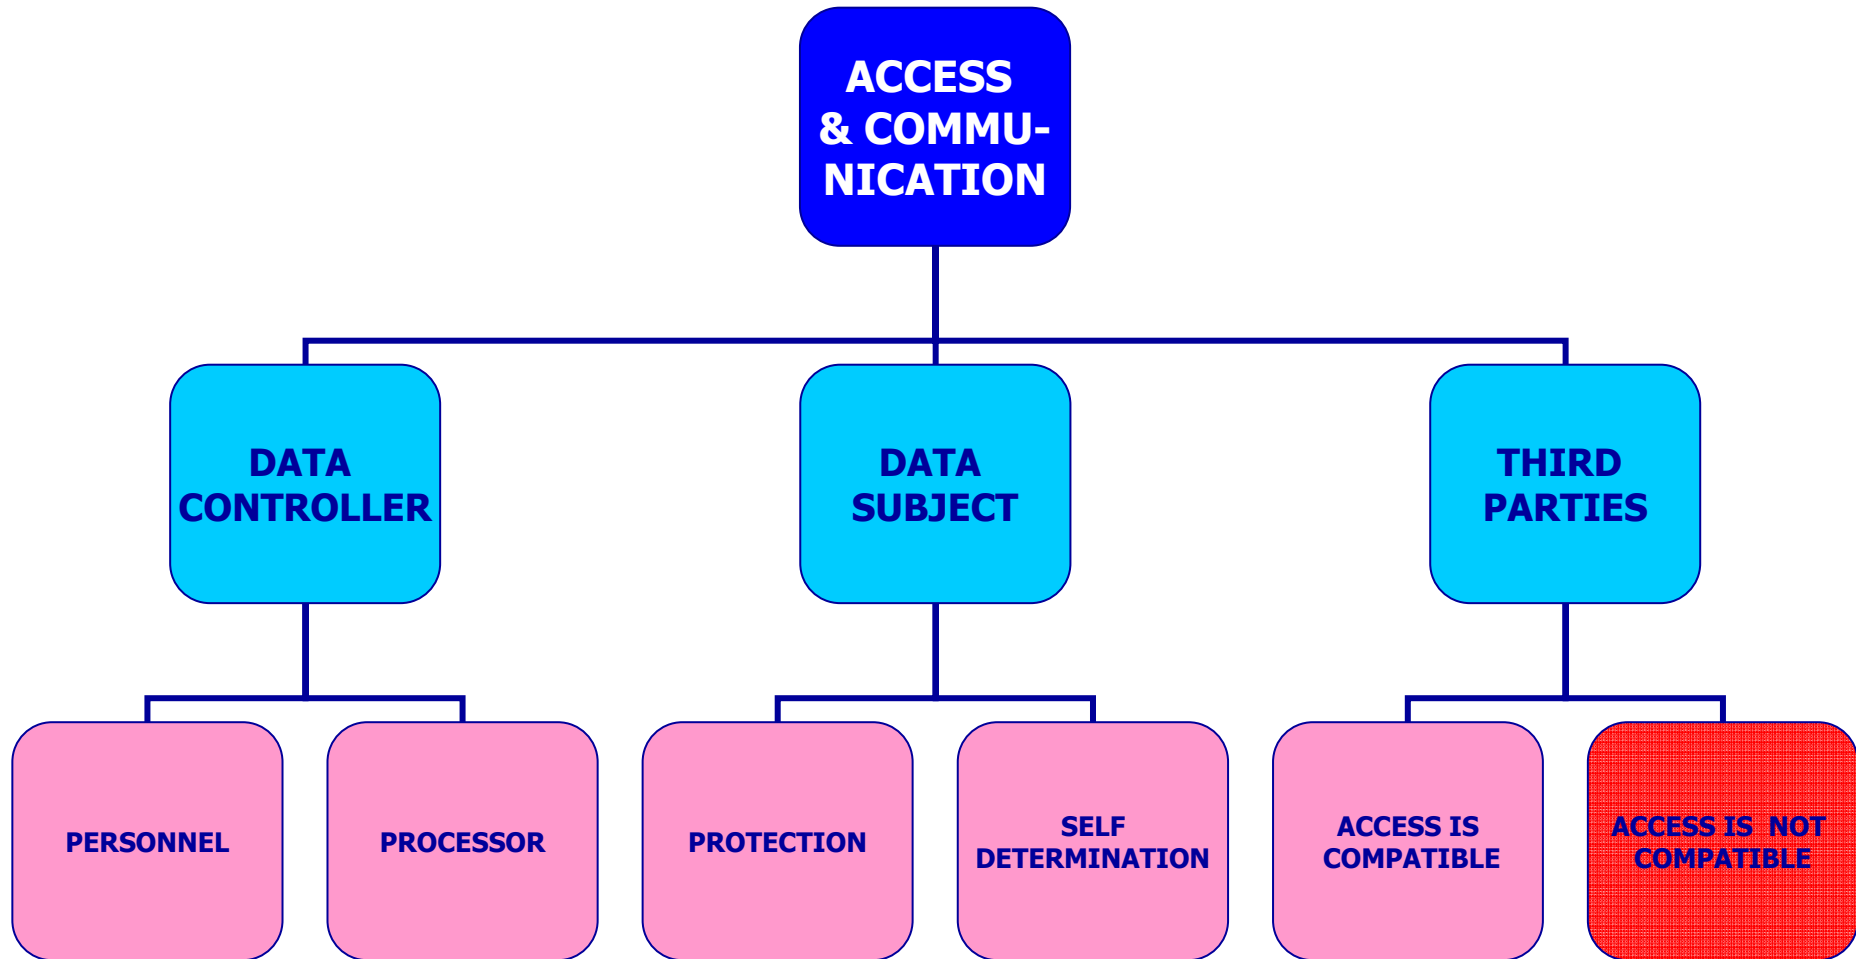 ACCESS
& COMMU-
NICATION
DATA
CONTROLLER
DATA
SUBJECT
THIRD
PARTIES
PERSONNEL
PROCESSOR
PROTECTION
SELF
DETERMINATION
ACCESS IS
COMPATIBLE
ACCESS IS  NOT
COMPATIBLE